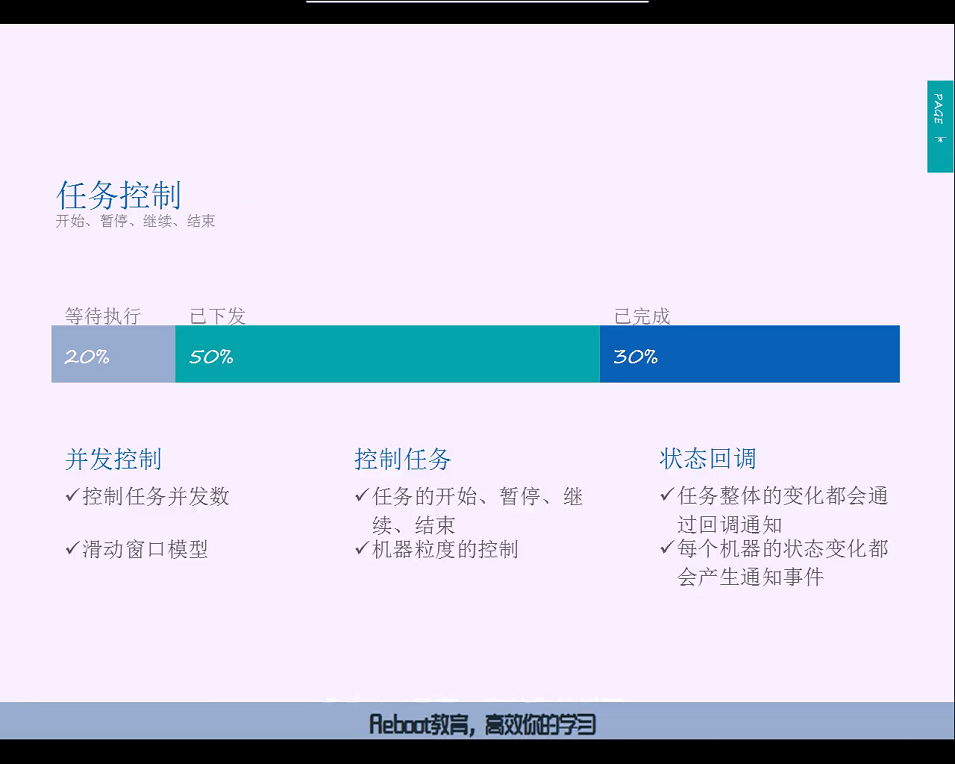 PAGE *
任务控制
开始、暂停、继续、结束
等待执行
已下发
已完成
20%
50%
30%
并发控制
✓控制任务并发数
✓滑动窗口模型
控制任务
✓任务的开始、暂停、继
续、结束
✓机器粒度的控制
状态回调
✓任务整体的变化都会通
过回调通知
✓每个机器的状态变化都
会产生通知事件
Reboot教育，高效你的学习